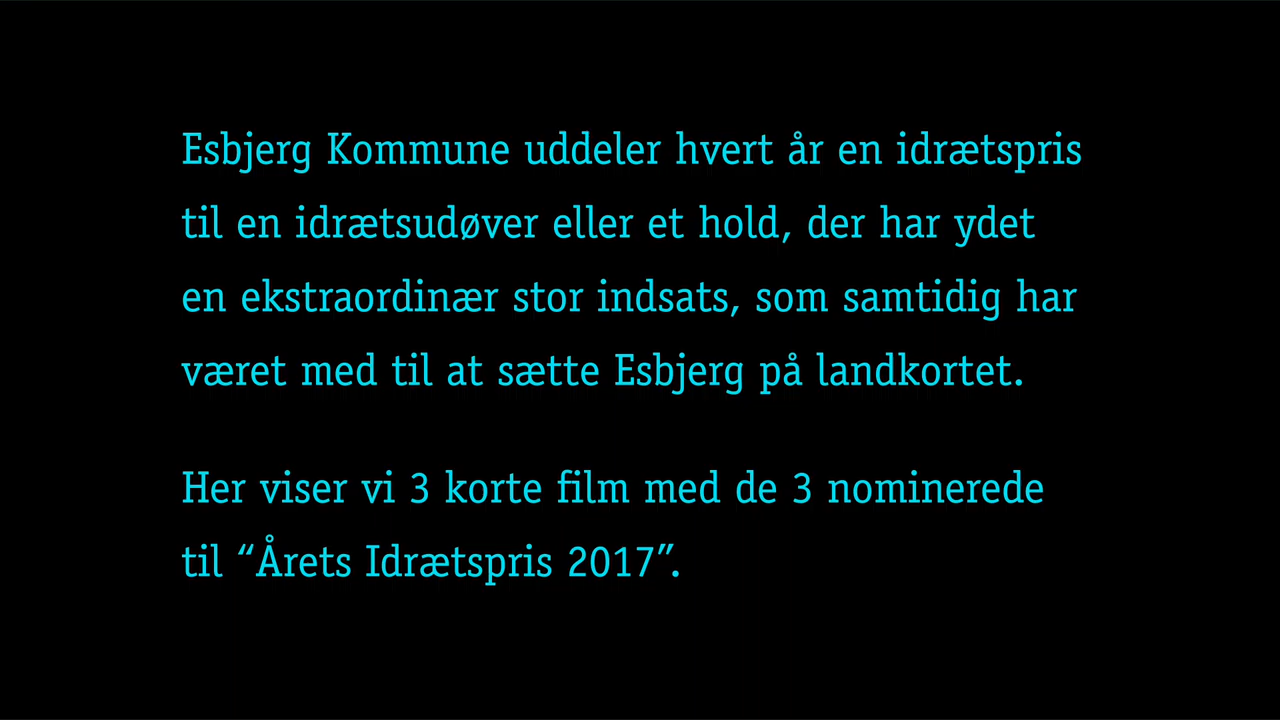 Esbjerg Kommune uddeler hvert år en idrætspris
til en idrætsudøver eller et hold, der har ydet
en ekstraordinær stor indsats, som samtidig har
været med til at sætte Esbjerg på landkortet.
Her viser vi 3 korte film med de 3 nominerede
til “Årets Idrætspris 2017”.